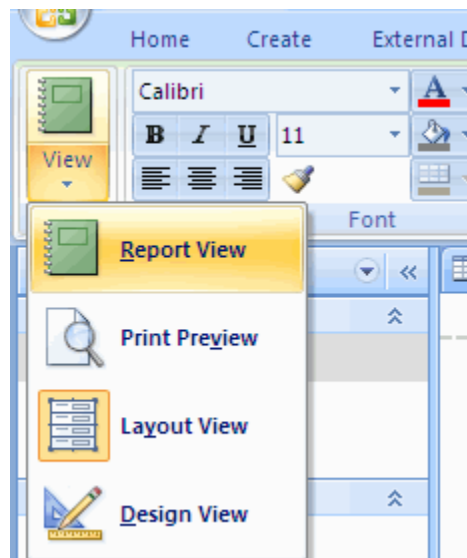 Home Create External D
Calibri A
B I U 11
View
Font
Report View
Print Preview
Layout View
Design View